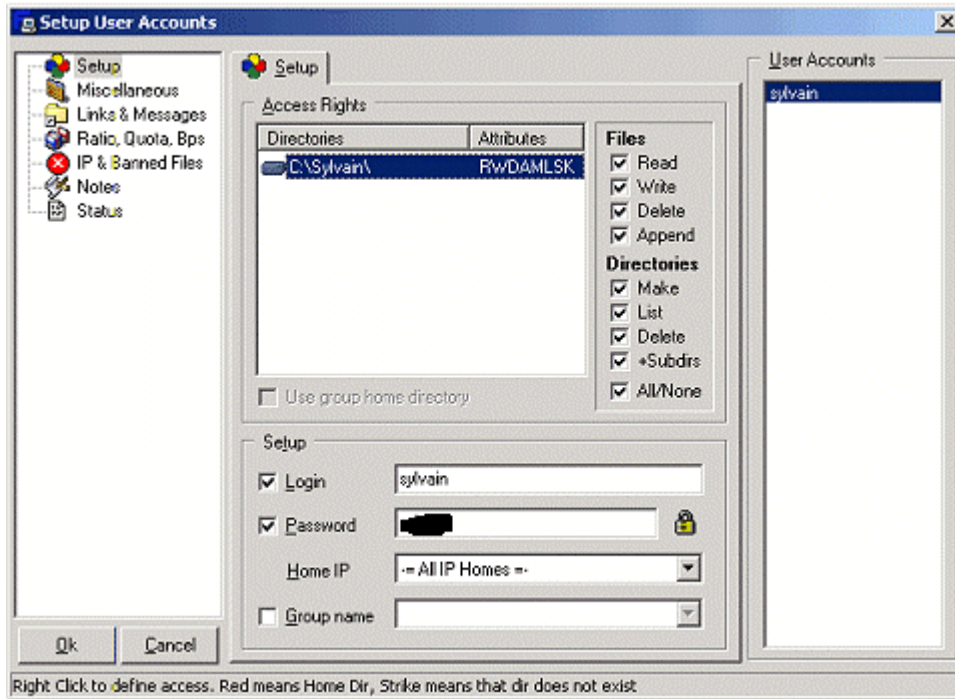 Setup User Accounts
Setup
Miscellaneous
Links & Messages
Ratio, Quota, Bps
IP & Banned Files
Notes
Status
Ok
Cancel
Setup
Access Rights
Directories Attributes
C:\Sylvain\ RWDAMLSK
Use group home directory
Files
Read
Write
Delete
Append
Directories
Make
List
Delete
+Subdirs
All/None
Setup
Login sylvain
Password
Home IP -= All IP Homes =-
Group name
User Accounts
sylvain
Right Click to define access. Red means Home Dir, Strike means that dir does not exist